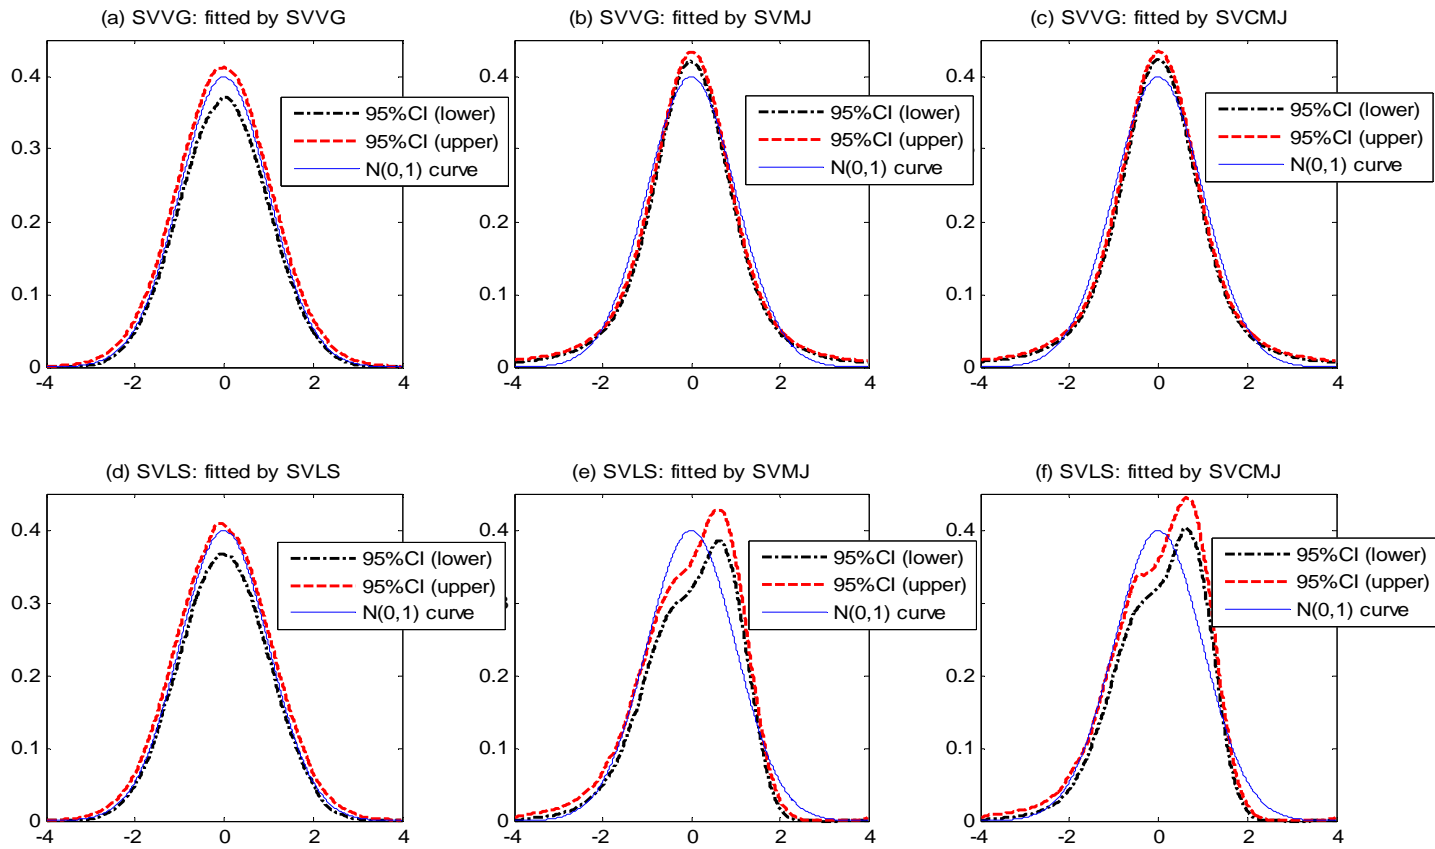 (a) SVVG: fitted by SVVG
0.4
0.3
0.2
0.1
0
-4
-2
0
2
4
95%CI (lower)
95%CI (upper)
N(0,1) curve
(b) SVVG: fitted by SVMJ
0.4
0.1
0
-4
-2
0
2
4
95%CI (lower)
95%CI (upper)
N(0,1) curve
(c) SVVG: fitted by SVCMJ
0.4
0.3
0.2
0.1
0
-4
-2
0
2
4
95%CI (lower)
95%CI (upper)
N(0,1) curve
(d) SVLS: fitted by SVLS
0.4
0.3
0.2
0.1
0
-4
-2
0
2
4
95%CI (lower)
95%CI (upper)
N(0,1) curve
(e) SVLS: fitted by SVMJ
0.4
0.2
0.1
0
-4
-2
0
2
4
95%CI (lower)
95%CI (upper)
N(0,1) curve
(f) SVLS: fitted by SVCMJ
0.4
0.2
0.1
0
-4
-2
0
2
4
95%CI (lower)
95%CI (upper)
N(0,1) curve